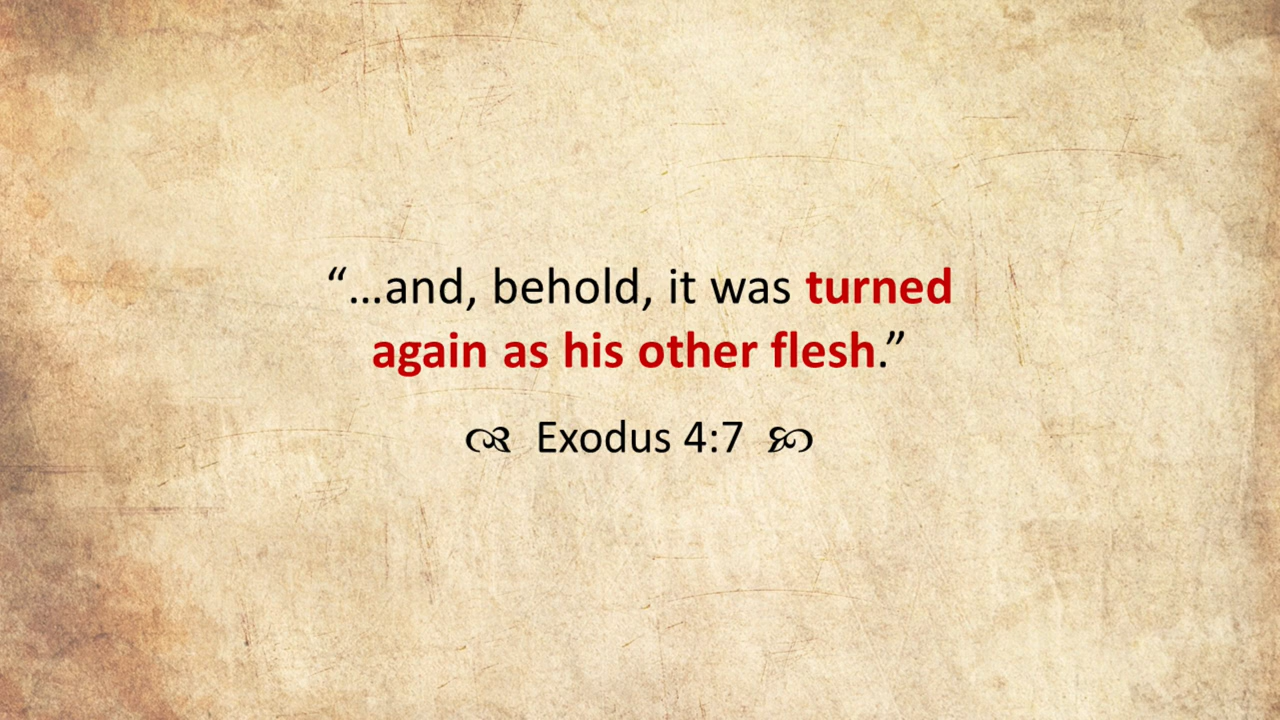 “…and, behold, it was turned
again as his other flesh.”
Exodus 4:7